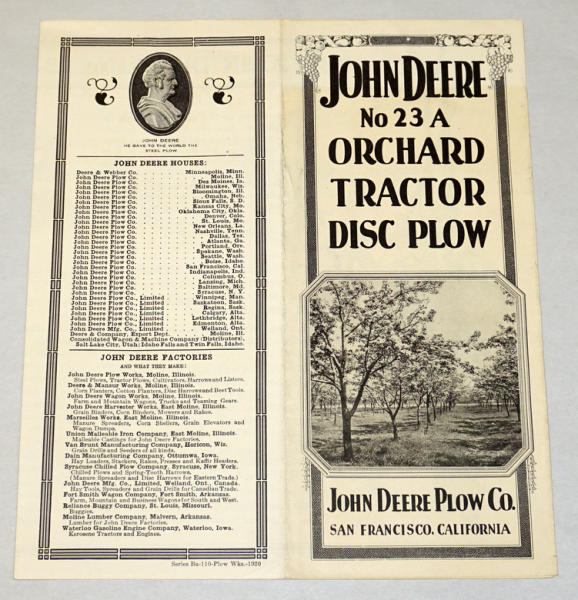 JOHN DEERE
HE GAVE TO THE WORLD THE
STEEL PLOW
JOHN DEERE HOUSES:
Deere & Webber Co. Minneapolis, Minn.
John Deere Plow Co. Moline, Ill.
John Deere Plow Co. Des Moines, Ia.
John Deere Plow Co. Milwaukee, Wis.
John Deere Plow Co. Bloomington, Ill.
John Deere Plow Co. Omaha, Neb.
John Deere Plow Co. Sioux Falls, S. D.
John Deere Plow Co. Kansas City, Mo.
John Deere Plow Co. Oklahoma City, Okla.
John Deere Plow Co. Denver, Colo.
John Deere Plow Co. St. Louis, Mo.
John Deere Plow Co. New Orleans, La.
John Deere Plow Co. Nashville, Tenn.
John Deere Plow Co. Dallas, Tex.
John Deere Plow Co. Atlanta, Ga.
John Deere Plow Co. Portland, Ore.
John Deere Plow Co. Spokane, Wash.
John Deere Plow Co. Seattle, Wash.
John Deere Plow Co. Boise, Idaho
John Deere Plow Co. San Francisco, Cal.
John Deere Plow Co. Indianapolis, Ind.
John Deere Plow Co. Columbus, O.
John Deere Plow Co. Lansing, Mich.
John Deere Plow Co. Baltimore, Md.
John Deere Plow Co. Syracuse, N. Y.
John Deere Plow Co., Limited Winnipeg, Man.
John Deere Plow Co., Limited Saskatoon, Sask.
John Deere Plow Co., Limited Regina, Sask.
John Deere Plow Co., Limited Calgary, Alta.
John Deere Plow Co., Limited Lethbridge, Alta.
John Deere Plow Co., Limited Edmonton, Alta.
John Deere Mfg. Co., Limited Welland, Ont.
Deere & Company, Export Dept. Moline, Ill.
Consolidated Wagon & Machine Company (Distributors),
Salt Lake City, Utah; Idaho Falls and Twin Falls, Idaho.
JOHN DEERE FACTORIES
AND WHAT THEY MAKE:
John Deere Plow Works, Moline, Illinois.
Steel Plows, Tractor Plows, Cultivators, Harrows and Listers.
Deere & Mansur Works, Moline, Illinois.
Corn Planters, Cotton Planters, Disc Harrows and Beet Tools.
John Deere Wagon Works, Moline, Illinois.
Farm and Mountain Wagons, Trucks and Teaming Gears.
John Deere Harvester Works, East Moline, Illinois.
Grain Binders, Corn Binders, Mowers and Rakes.
Marseilles Works, East Moline, Illinois.
Manure Spreaders, Corn Shellers, Grain Elevators and
Wagon Dumps.
Union Malleable Iron Company, East Moline, Illinois.
Malleable Castings for John Deere Factories.
Van Brunt Manufacturing Company, Horicon, Wis.
Grain Drills and Seeders of all kinds.
Dain Manufacturing Company, Ottumwa, Iowa.
Hay Loaders, Stackers, Rakes, Presses and Kaffir Headers.
Syracuse Chilled Plow Company, Syracuse, New York.
Chilled Plows and Spring-Tooth Harrows.
(Manure Spreaders and Disc Harrows for Eastern Trade.)
John Deere Mfg. Co., Limited, Welland, Ont., Canada.
Hay Tools, Spreaders and Grain Drills for Canadian Trade.
Fort Smith Wagon Company, Fort Smith, Arkansas.
Farm, Mountain and Business Wagons for South and West.
Reliance Buggy Company, St. Louis, Missouri.
Buggies.
Moline Lumber Company, Malvern, Arkansas.
Lumber for John Deere Factories.
Waterloo Gasoline Engine Company, Waterloo, Iowa.
Kerosene Tractors and Engines.
Series Bu-110-Plow Wks.-1920
JOHN DEERE
No 23 A
ORCHARD
TRACTOR
DISC PLOW
JOHN DEERE PLOW CO.
SAN FRANCISCO, CALIFORNIA